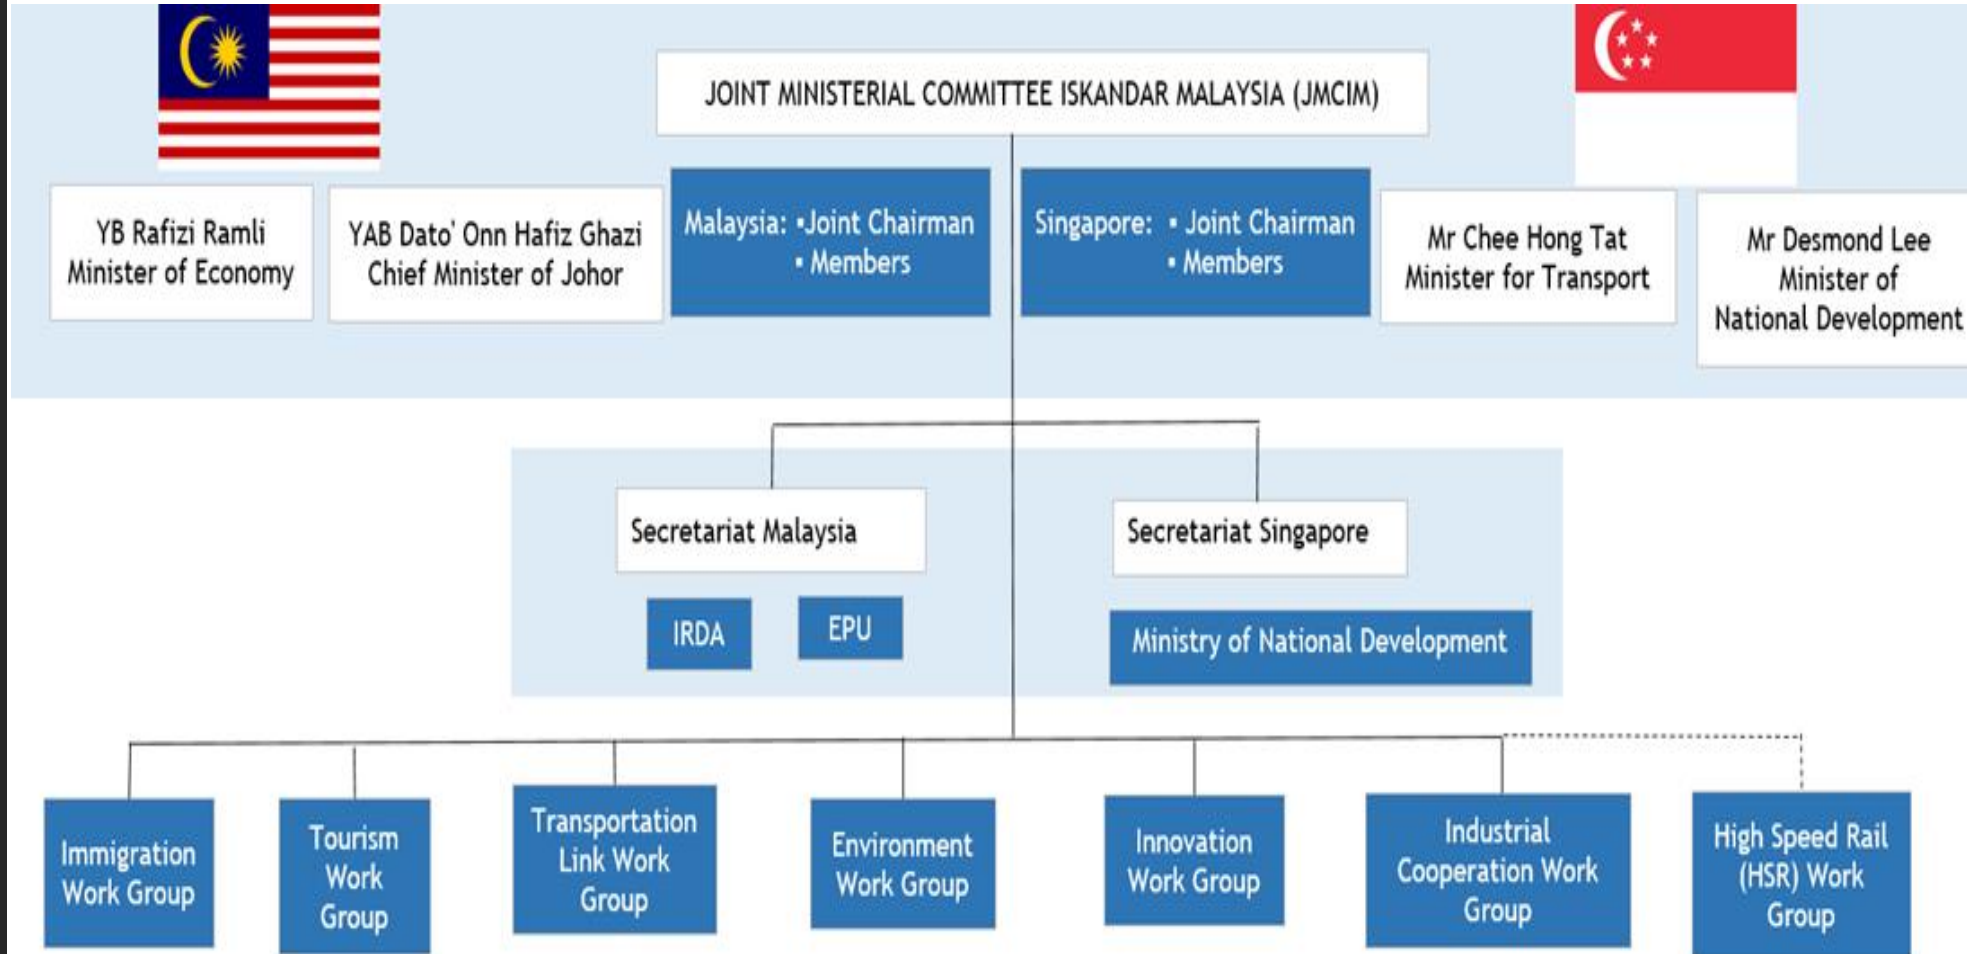 JOINT MINISTERIAL COMMITTEE ISKANDAR MALAYSIA (JMCIM)
YB Rafizi Ramli
Minister of Economy
YAB Dato' Onn Hafiz Ghazi
Chief Minister of Johor
Malaysia: ▪Joint Chairman
▪ Members
Singapore: ▪ Joint Chairman
▪ Members
Mr Chee Hong Tat
Minister for Transport
Mr Desmond Lee
Minister of
National Development
Secretariat Malaysia
IRDA
EPU
Secretariat Singapore
Ministry of National Development
Immigration
Work Group
Tourism
Work
Group
Transportation
Link Work
Group
Environment
Work Group
Innovation
Work Group
Industrial
Cooperation Work
Group
High Speed Rail
(HSR) Work
Group